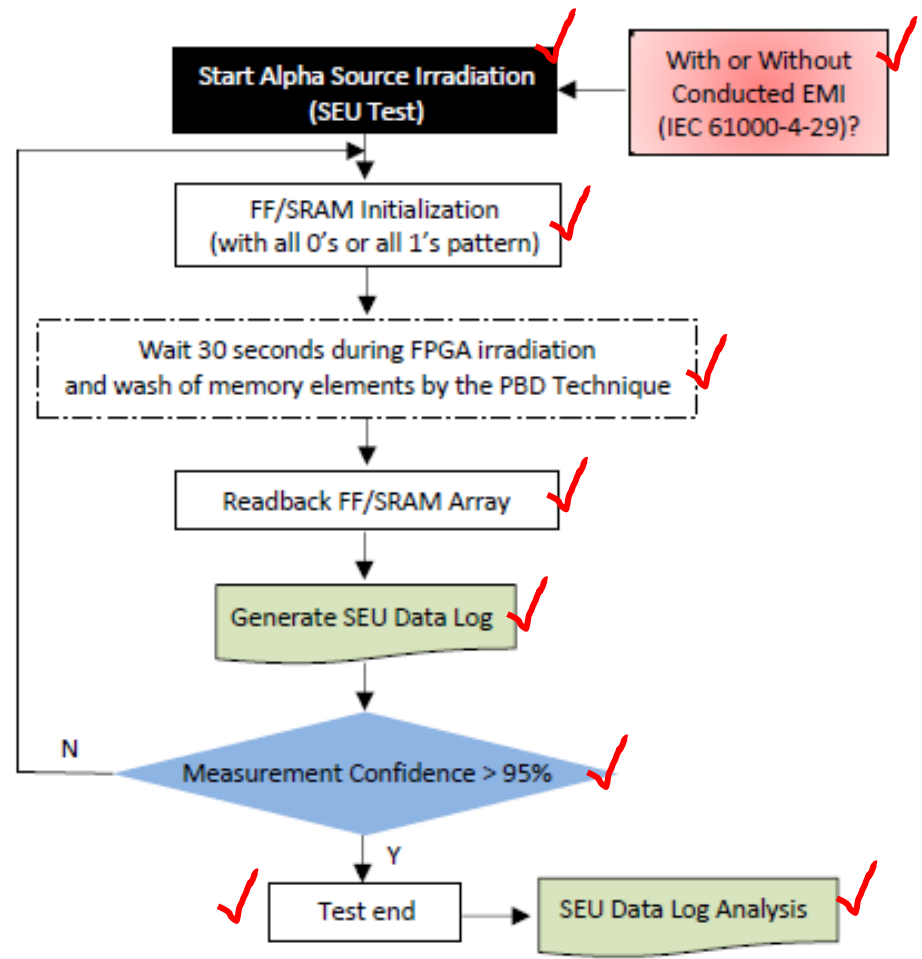 Start Alpha Source Irradiation
(SEU Test)
With or Without
Conducted EMI
(IEC 61000-4-29)?
FF/SRAM Initialization
(with all 0's or all 1's pattern)
Wait 30 seconds during FPGA irradiation
and wash of memory elements by the PBD Technique
Readback FF/SRAM Array
Generate SEU Data Log
N
Measurement Confidence > 95%
Y
Test end
SEU Data Log Analysis